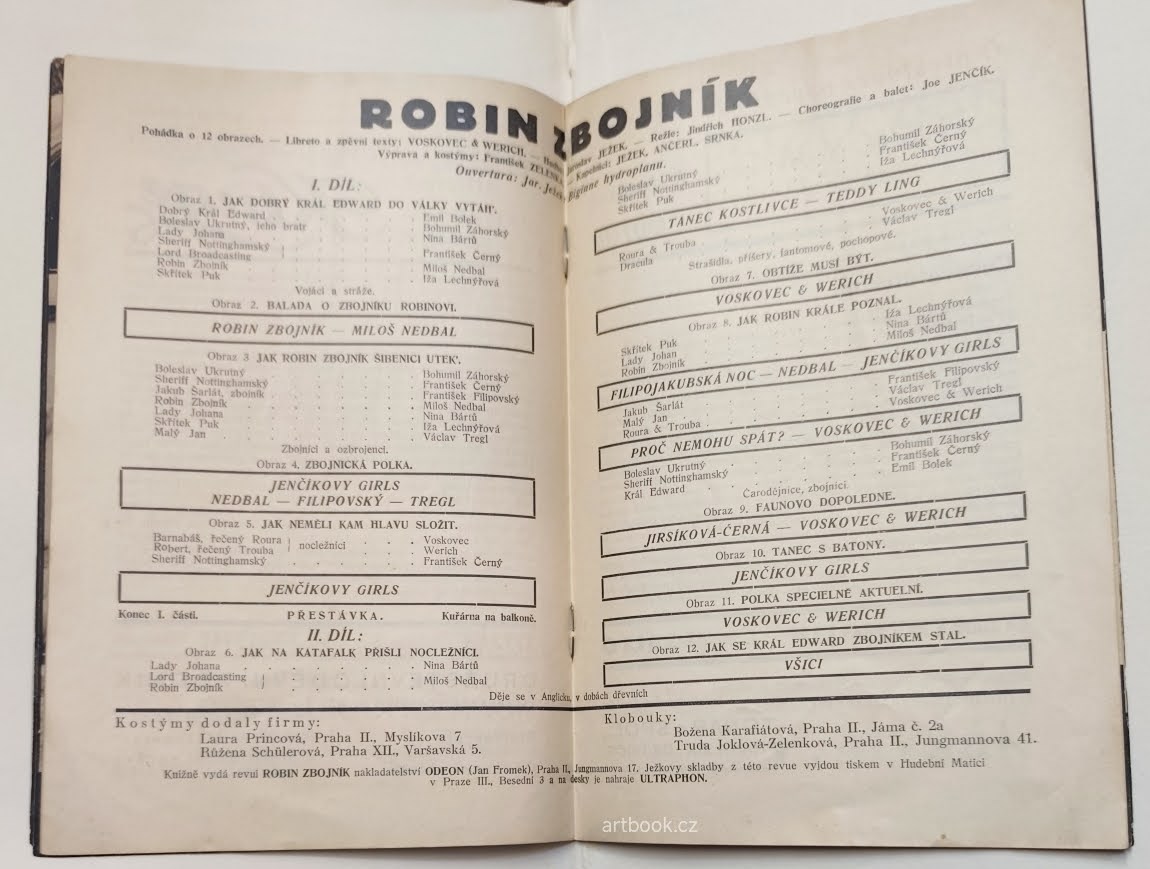 ROBIN ZBOJNÍK
Pohádka o 12 obrazech. — Libreto a zpěvní texty: VOSKOVEC & WERICH. — Jaroslav JEŽEK. — Režie: Jindřich HONZL. — Choreografie a balet: Joe JENČÍK.
Výprava a kostýmy: František ZELENKA — Kapelníci: JEŽEK, ANČERL, SRNKA.
Ouvertura: Jar. Ježek, Bigiane hydroplanu.
I. DÍL:
Obraz 1. JAK DOBRÝ KRÁL EDWARD DO VÁLKY VYTÁH'.
Dobrý Král Edward . . . . . Emil Bolek
Boleslav Ukrutný, jeho bratr . . . . Bohumil Záhorský
Lady Johana . . . . . Nina Bártů
Sheriff Nottinghamský
Lord Broadcasting } . . . . František Černý
Robin Zbojník . . . . . Miloš Nedbal
Skřítek Puk . . . . . Iža Lechnýřová
Vojáci a stráže.
Obraz 2. BALADA O ZBOJNÍKU ROBINOVI.
ROBIN ZBOJNÍK — MILOŠ NEDBAL
Obraz 3 JAK ROBIN ZBOJNÍK ŠIBENICI UTEK'.
Boleslav Ukrutný . . . . . Bohumil Záhorský
Sheriff Nottinghamský . . . . . František Černý
Jakub Šarlát, zbojník . . . . . František Filipovský
Robin Zbojník . . . . . Miloš Nedbal
Lady Johana . . . . . Nina Bártů
Skřítek Puk . . . . . Iža Lechnýřová
Malý Jan . . . . . Václav Tregl
Zbojníci a ozbrojenci.
Obraz 4. ZBOJNICKÁ POLKA.
JENČÍKOVY GIRLS
NEDBAL — FILIPOVSKÝ — TREGL
Obraz 5. JAK NEMĚLI KAM HLAVU SLOŽIT.
Barnabáš, řečený Roura } nocležníci . . . Voskovec
Robert, řečený Trouba . . . Werich
Sheriff Nottinghamský . . . . František Černý
JENČÍKOVY GIRLS
Konec I. části. PŘESTÁVKA. Kuřárna na balkoně.
II. DÍL:
Obraz 6. JAK NA KATAFALK PŘIŠLI NOCLEŽNÍCI.
Lady Johana . . . . . Nina Bártů
Lord Broadcasting
Robin Zbojník } . . . . . Miloš Nedbal
Boleslav Ukrutný . . . . . Bohumil Záhorský
Sheriff Nottinghamský . . . . . František Černý
Skřítek Puk . . . . . Iža Lechnýřová
TANEC KOSTLIVCE — TEDDY LING
Roura & Trouba . . . . . Voskovec & Werich
Dracula . . . . . Václav Tregl
Strašidla, příšery, fantomové, pochopové.
Obraz 7. OBTÍŽE MUSÍ BÝT.
VOSKOVEC & WERICH
Obraz 8. JAK ROBIN KRÁLE POZNAL.
Skřítek Puk . . . . . Iža Lechnýřová
Lady Johan . . . . . Nina Bártů
Robin Zbojník . . . . . Miloš Nedbal
FILIPOJAKUBSKÁ NOC — NEDBAL — JENČÍKOVY GIRLS
Jakub Šarlát . . . . . František Filipovský
Malý Jan . . . . . Václav Tregl
Roura & Trouba . . . . . Voskovec & Werich
PROČ NEMOHU SPÁT? — VOSKOVEC & WERICH
Boleslav Ukrutný . . . . . Bohumil Záhorský
Sheriff Nottinghamský . . . . . František Černý
Král Edward . . . . . Emil Bolek
Čarodějnice, zbojníci.
Obraz 9. FAUNOVO DOPOLEDNE.
JIRSÍKOVÁ-ČERNÁ — VOSKOVEC & WERICH
Obraz 10. TANEC S BATONY.
JENČÍKOVY GIRLS
Obraz 11. POLKA SPECIELNĚ AKTUELNÍ.
VOSKOVEC & WERICH
Obraz 12. JAK SE KRÁL EDWARD ZBOJNÍKEM STAL.
VŠICI
Děje se v Anglicku, v dobách dřevních
Kostýmy dodaly firmy:
Laura Princová, Praha II., Myslíkova 7
Růžena Schülerová, Praha XII., Varšavská 5.
Klobouky:
Božena Karafiátová, Praha II., Jáma č. 2a
Truda Joklová-Zelenková, Praha II., Jungmannova 41.
Knižně vydá revui ROBIN ZBOJNÍK nakladatelství ODEON (Jan Fromek), Praha II, Jungmannova 17. Ježkovy skladby z této revue vyjdou tiskem v Hudební Matici
v Praze III., Besední 3 a na desky je nahraje ULTRAPHON.
artbook.cz